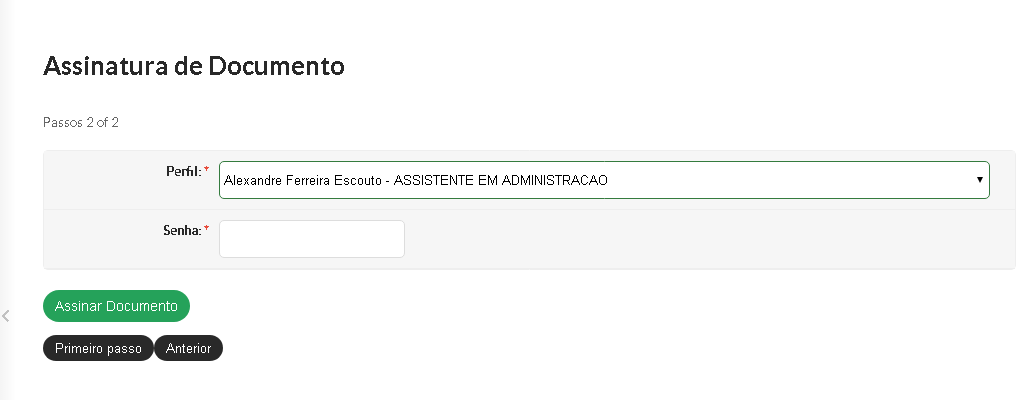 Assinatura de Documento
Passos 2 of 2
Perfil: *
Alexandre Ferreira Escouto - ASSISTENTE EM ADMINISTRACAO
Senha: *
Assinar Documento
Primeiro passo Anterior